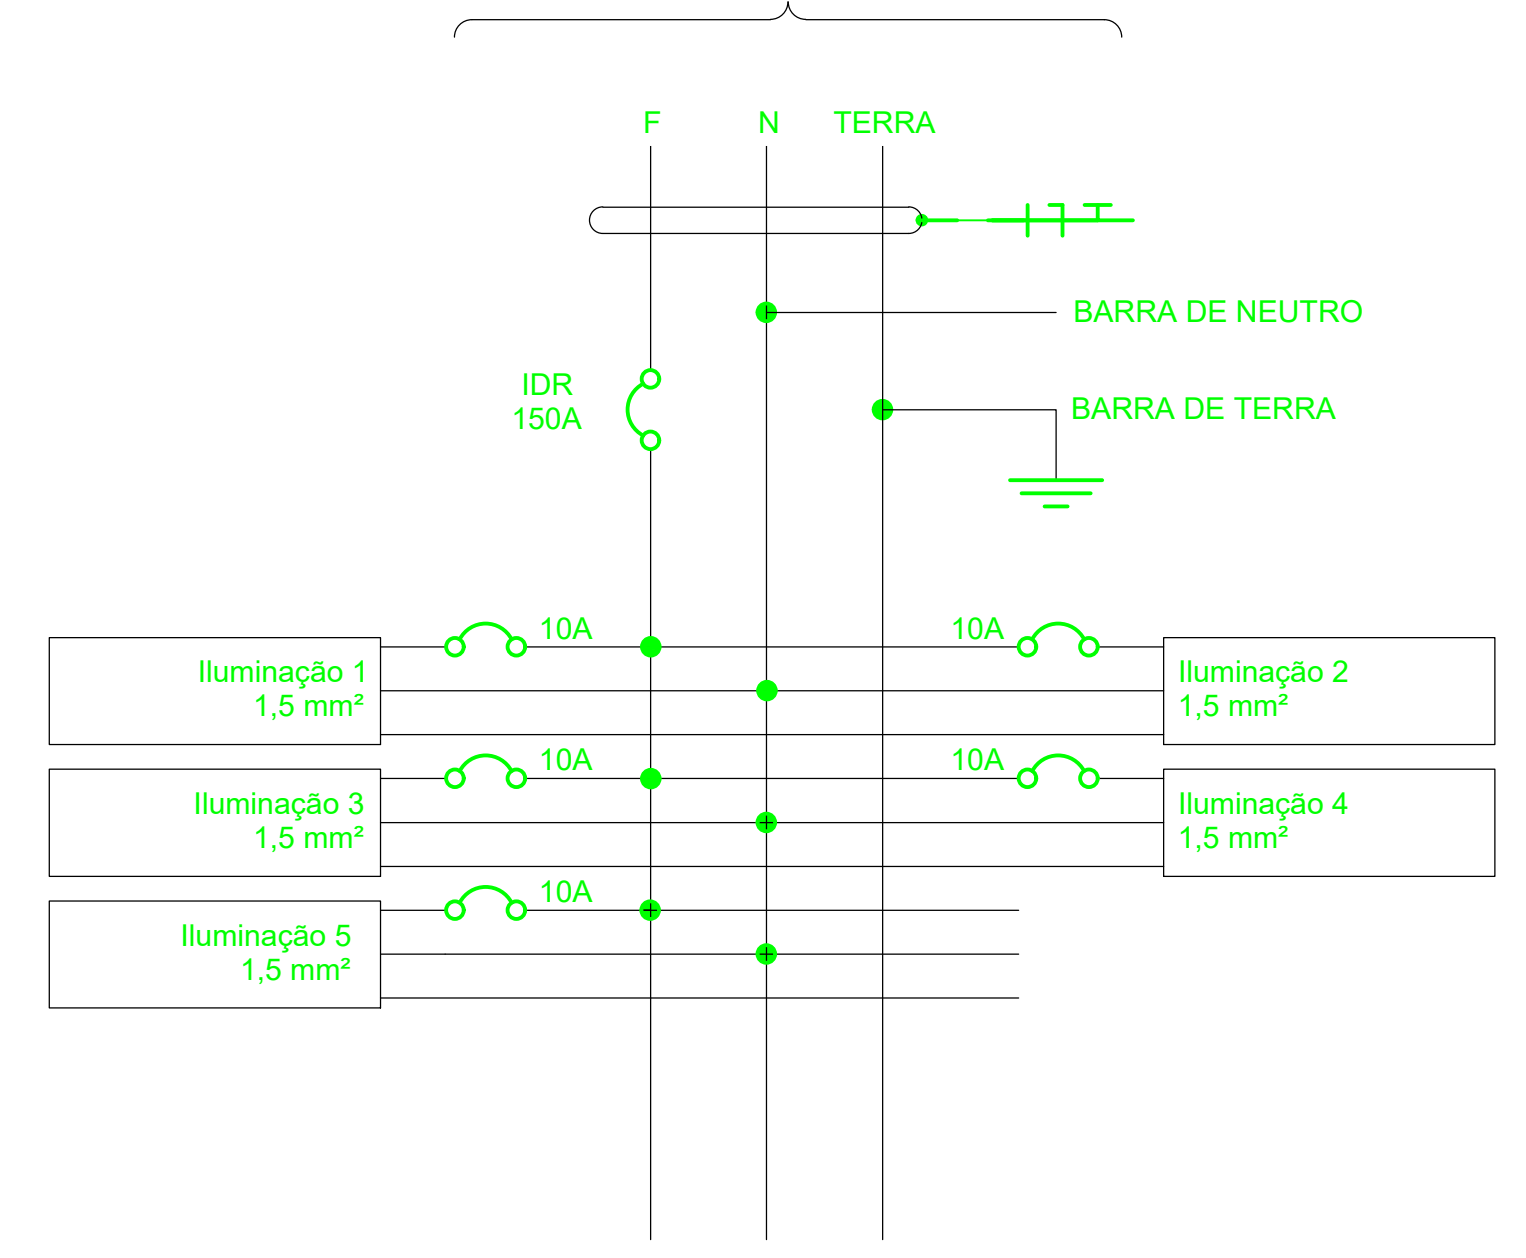 F N TERRA
BARRA DE NEUTRO
IDR
150A
BARRA DE TERRA
10A
10A
Iluminação 1
1,5 mm²
Iluminação 2
1,5 mm²
10A
10A
Iluminação 3
1,5 mm²
Iluminação 4
1,5 mm²
10A
Iluminação 5
1,5 mm²